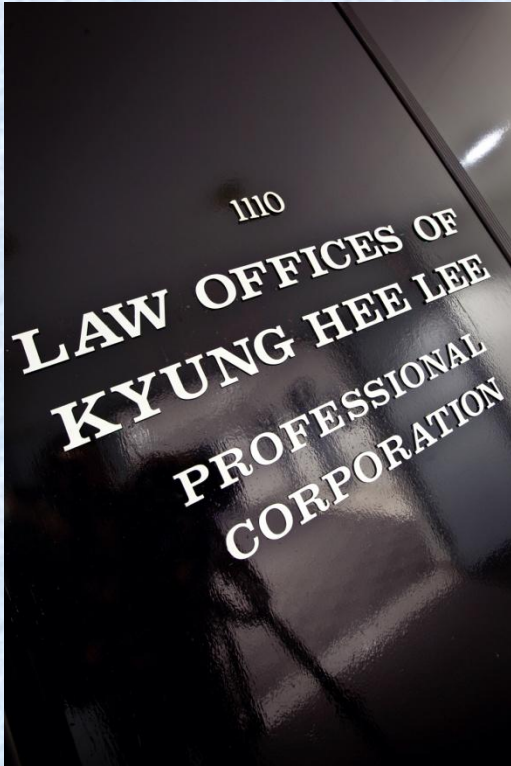 1110
LAW OFFICES OF
KYUNG HEE LEE
PROFESSIONAL
CORPORATION